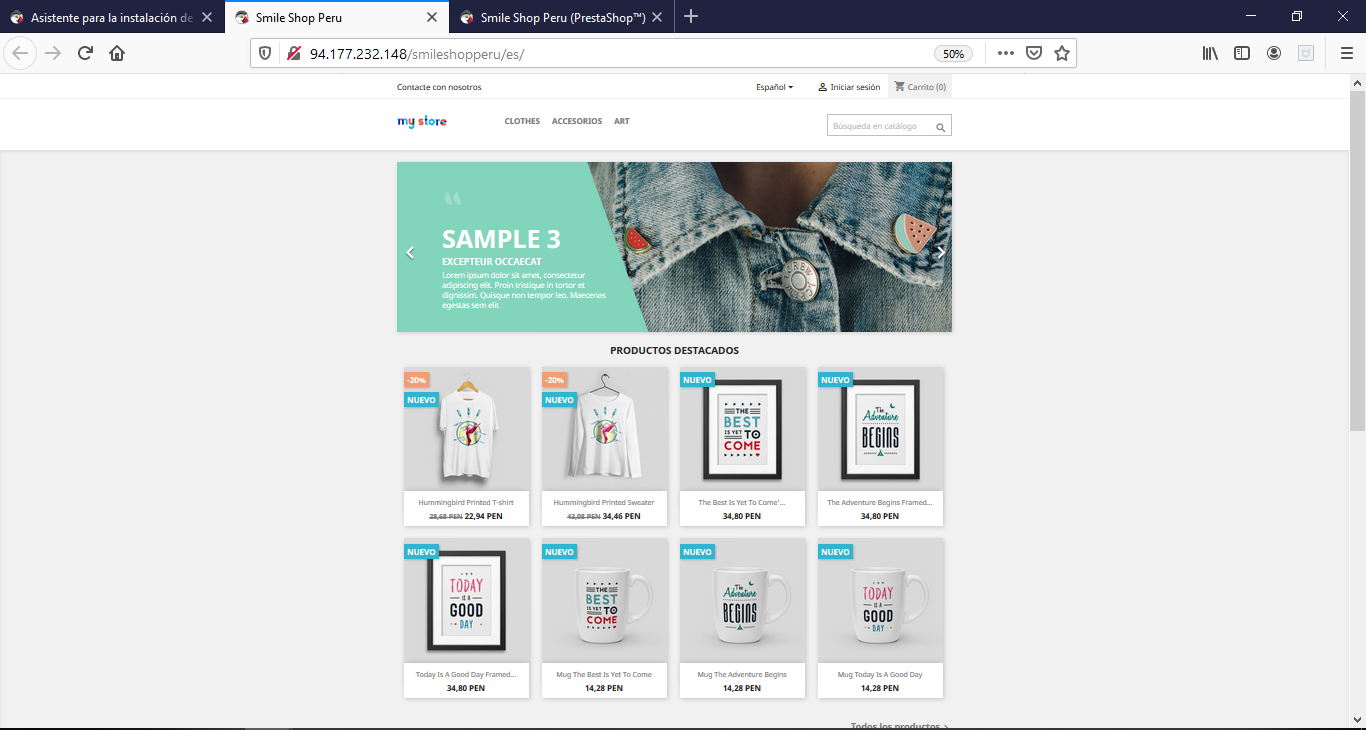 Asistente para la instalación de
Smile Shop Peru
Smile Shop Peru (PrestaShop™)
94.177.232.148/smileshopperu/es/
50%
Contacte con nosotros
Español
Iniciar sesión
Carrito (0)
my store
CLOTHES ACCESORIOS ART
Búsqueda en catálogo
SAMPLE 3
EXCEPTEUR OCCAECAT
Lorem ipsum dolor sit amet, consectetur
adipiscing elit. Proin tristique in tortor et
dignissim. Quisque non tempor leo. Maecenas
egestas sem elit
PRODUCTOS DESTACADOS
-20%
NUEVO
Hummingbird Printed T-shirt
28,68 PEN 22,94 PEN
-20%
NUEVO
Hummingbird Printed Sweater
43,08 PEN 34,46 PEN
NUEVO
THE
BEST
IS YET TO
COME
The Best Is Yet To Come'...
34,80 PEN
NUEVO
The
Adventure
BEGINS
The Adventure Begins Framed...
34,80 PEN
NUEVO
TODAY
IS A
GOOD
DAY
Today Is A Good Day Framed...
34,80 PEN
NUEVO
THE
BEST
IS YET TO
COME
Mug The Best Is Yet To Come
14,28 PEN
NUEVO
The
Adventure
BEGINS
Mug The Adventure Begins
14,28 PEN
NUEVO
TODAY
IS A
GOOD
DAY
Mug Today Is A Good Day
14,28 PEN
Todos los productos